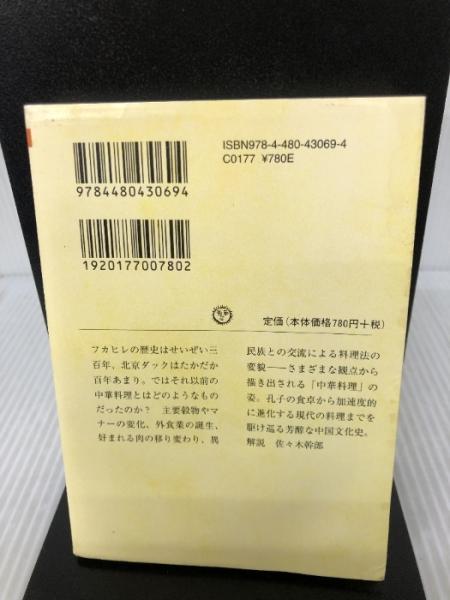 ISBN978-4-480-43069-4
C0177 ¥780E
9784480430694
1920177007802
定価(本体価格780円+税)
フカヒレの歴史はせいぜい三
百年、北京ダックはたかだか
百年あまり。ではそれ以前の
中華料理とはどのようなもの
だったのか? 主要穀物やマ
ナーの変化、外食業の誕生、
好まれる肉の移り変わり、異
民族との交流による料理法の
変貌――さまざまな観点から
描き出される「中華料理」の
姿。孔子の食卓から加速度的
に進化する現代の料理までを
駆け巡る芳醇な中国文化史。
解説 佐々木幹郎